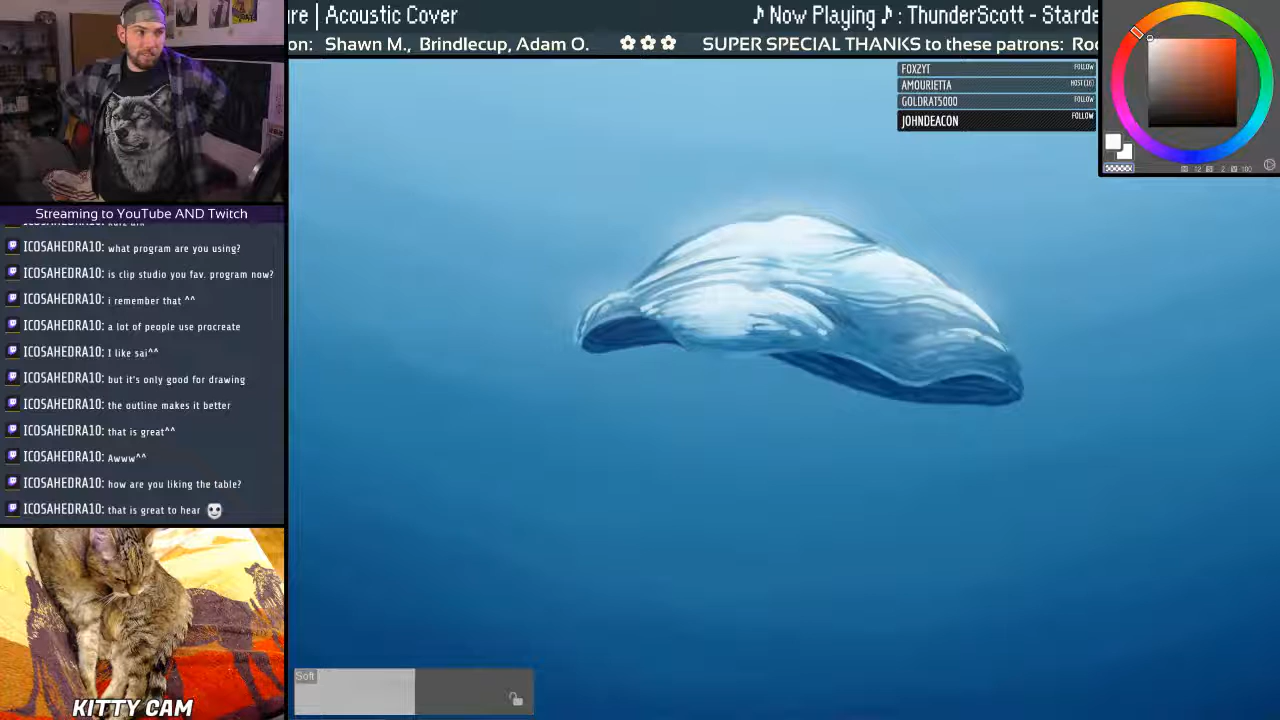 ure | Acoustic Cover
♪ Now Playing ♪ : ThunderScott - Starde
on: Shawn M., Brindlecup, Adam O. ✿ ✿ ✿ SUPER SPECIAL THANKS to these patrons: Roc
FOXZYT FOLLOW
AMOURIETTA HOST (16)
GOLDRAT5000 FOLLOW
JOHNDEACON FOLLOW
Streaming to YouTube AND Twitch
ICOSAHEDRA10: what program are you using?
ICOSAHEDRA10: is clip studio you fav. program now?
ICOSAHEDRA10: i remember that ^^
ICOSAHEDRA10: a lot of people use procreate
ICOSAHEDRA10: I like sai^^
ICOSAHEDRA10: but it's only good for drawing
ICOSAHEDRA10: the outline makes it better
ICOSAHEDRA10: that is great^^
ICOSAHEDRA10: Awww^^
ICOSAHEDRA10: how are you liking the table?
ICOSAHEDRA10: that is great to hear
KITTY CAM
Soft